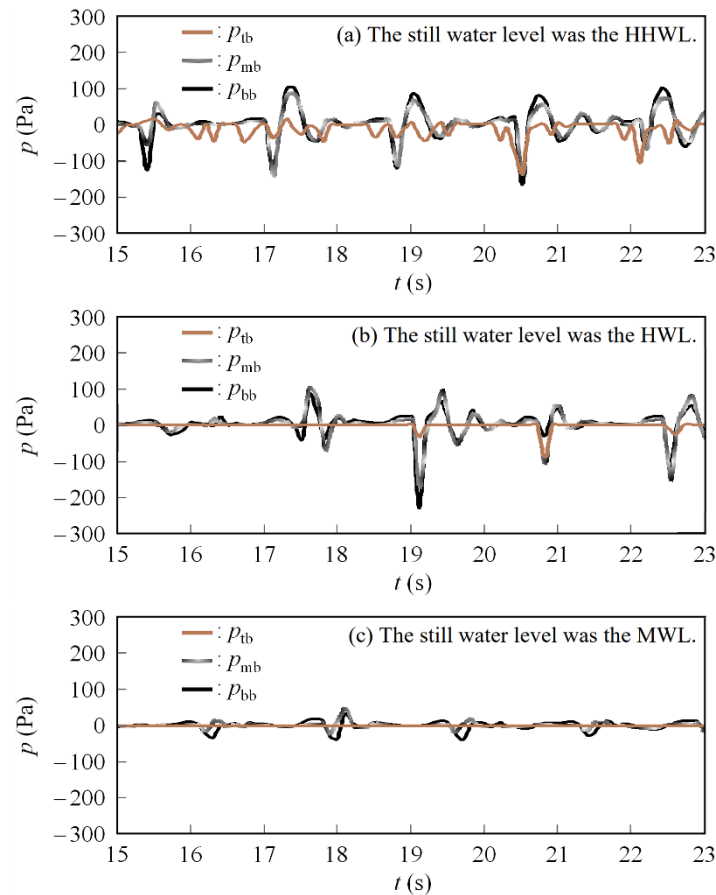 (a) The still water level was the HHWL.
: p_tb
: p_mb
: p_bb
p (Pa)
300
200
100
0
−100
−200
−300
15 16 17 18 19 20 21 22 23
t (s)
(b) The still water level was the HWL.
: p_tb
: p_mb
: p_bb
p (Pa)
300
200
100
0
−100
−200
−300
15 16 17 18 19 20 21 22 23
t (s)
(c) The still water level was the MWL.
: p_tb
: p_mb
: p_bb
p (Pa)
300
200
100
0
−100
−200
−300
15 16 17 18 19 20 21 22 23
t (s)